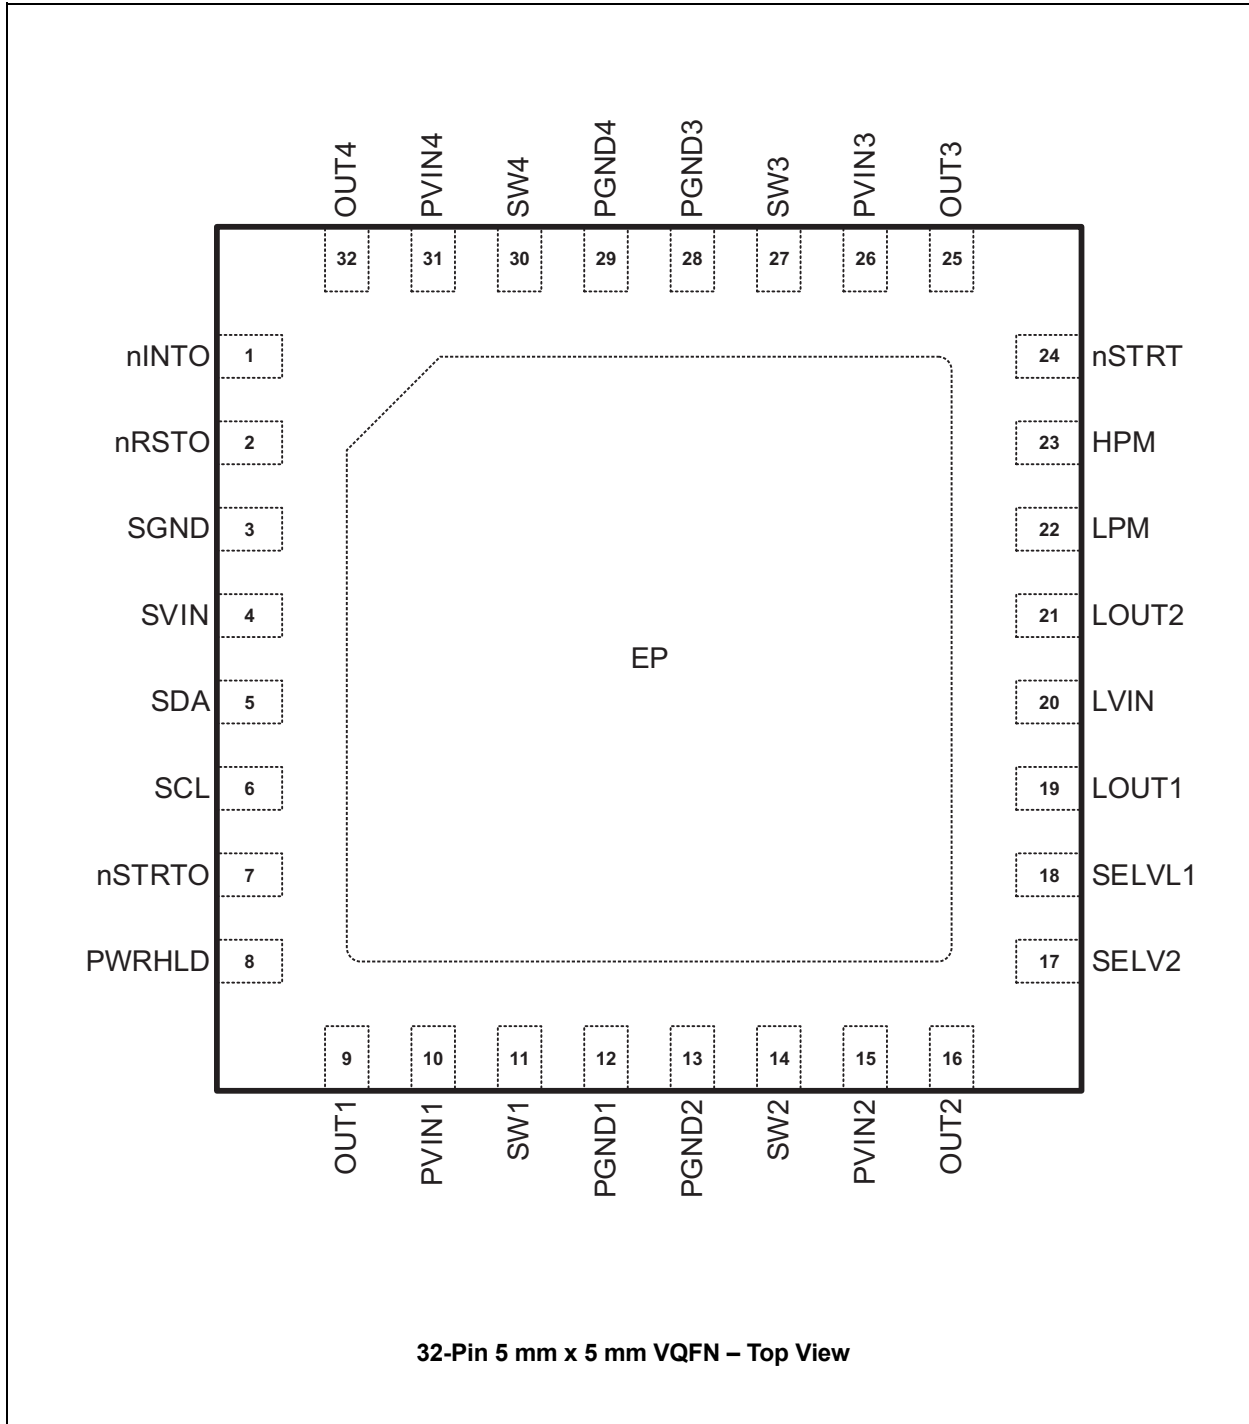 OUT4 PVIN4 SW4 PGND4 PGND3 SW3 PVIN3 OUT3
32 31 30 29 28 27 26 25
nINTO 1 24 nSTRT
nRSTO 2 23 HPM
SGND 3 22 LPM
SVIN 4 21 LOUT2
EP
SDA 5 20 LVIN
SCL 6 19 LOUT1
nSTRTO 7 18 SELVL1
PWRHLD 8 17 SELV2
9 10 11 12 13 14 15 16
OUT1 PVIN1 SW1 PGND1 PGND2 SW2 PVIN2 OUT2
32-Pin 5 mm x 5 mm VQFN – Top View